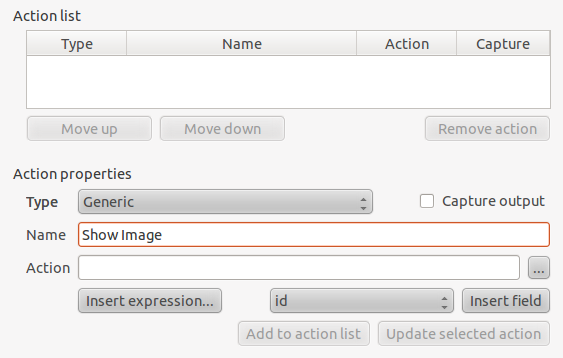 Action list
Type Name Action Capture
Move up Move down Remove action
Action properties
Type Generic Capture output
Name Show Image
Action ...
Insert expression... id Insert field
Add to action list Update selected action